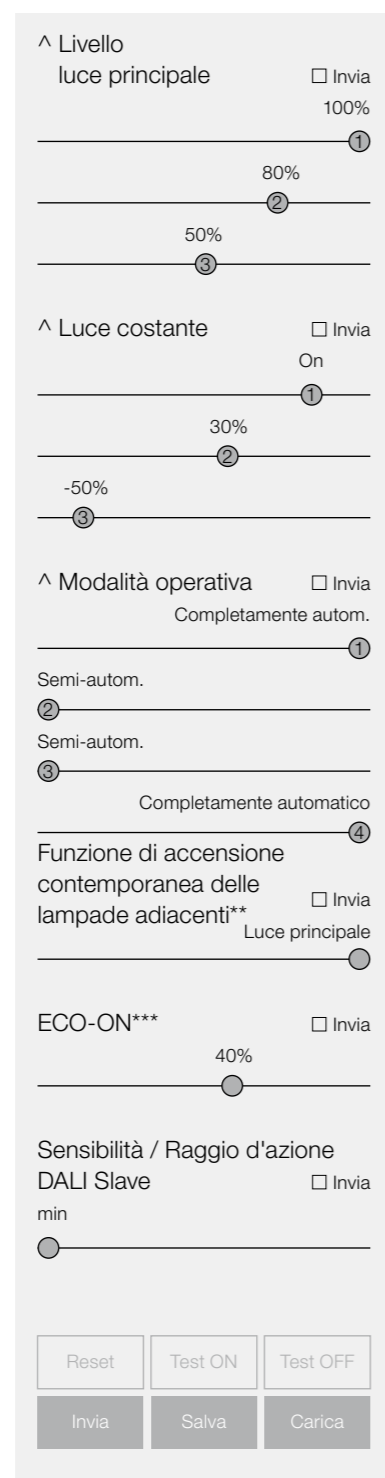 ^ Livello
luce principale ☐ Invia
100%
1
80%
2
50%
3
^ Luce costante ☐ Invia
On
1
30%
2
-50%
3
^ Modalità operativa ☐ Invia
Completamente autom.
1
Semi-autom.
2
Semi-autom.
3
Completamente automatico
4
Funzione di accensione
contemporanea delle
lampade adiacenti** ☐ Invia
Luce principale
ECO-ON*** ☐ Invia
40%
Sensibilità / Raggio d'azione
DALI Slave ☐ Invia
min
Reset Test ON Test OFF
Invia Salva Carica